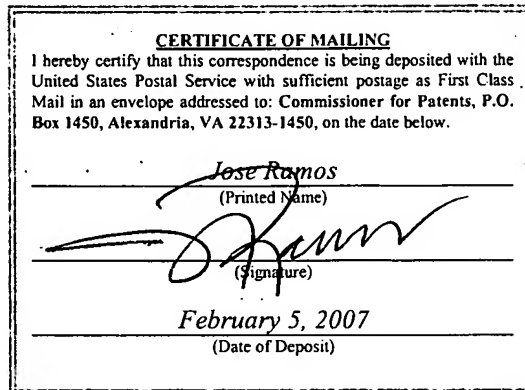 CERTIFICATE OF MAILING
I hereby certify that this correspondence is being deposited with the
United States Postal Service with sufficient postage as First Class
Mail in an envelope addressed to: Commissioner for Patents, P.O.
Box 1450, Alexandria, VA 22313-1450, on the date below.
Jose Ramos
(Printed Name)
(Signature)
February 5, 2007
(Date of Deposit)